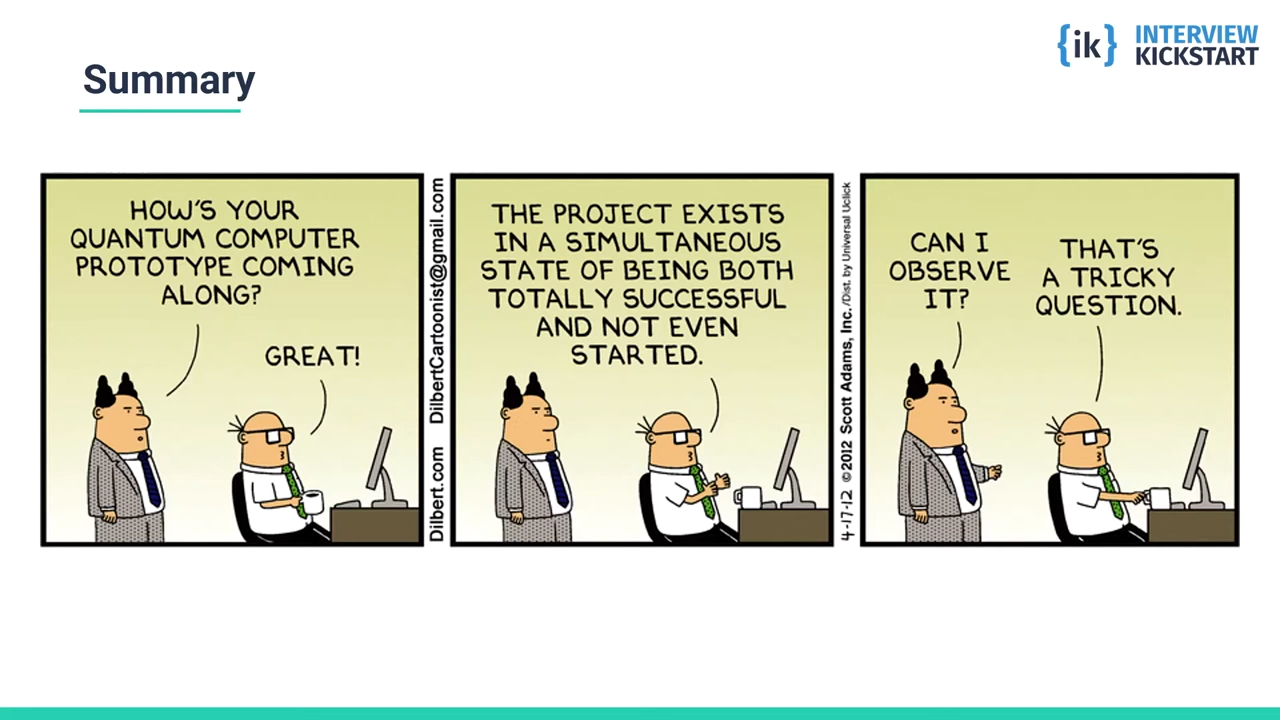 Summary
{ik} INTERVIEW
KICKSTART
HOW'S YOUR
QUANTUM COMPUTER
PROTOTYPE COMING
ALONG?
GREAT!
Dilbert.com DilbertCartoonist@gmail.com
THE PROJECT EXISTS
IN A SIMULTANEOUS
STATE OF BEING BOTH
TOTALLY SUCCESSFUL
AND NOT EVEN
STARTED.
4-17-12 ©2012 Scott Adams, Inc. /Dist. by Universal Uclick
CAN I
OBSERVE
IT?
THAT'S
A TRICKY
QUESTION.